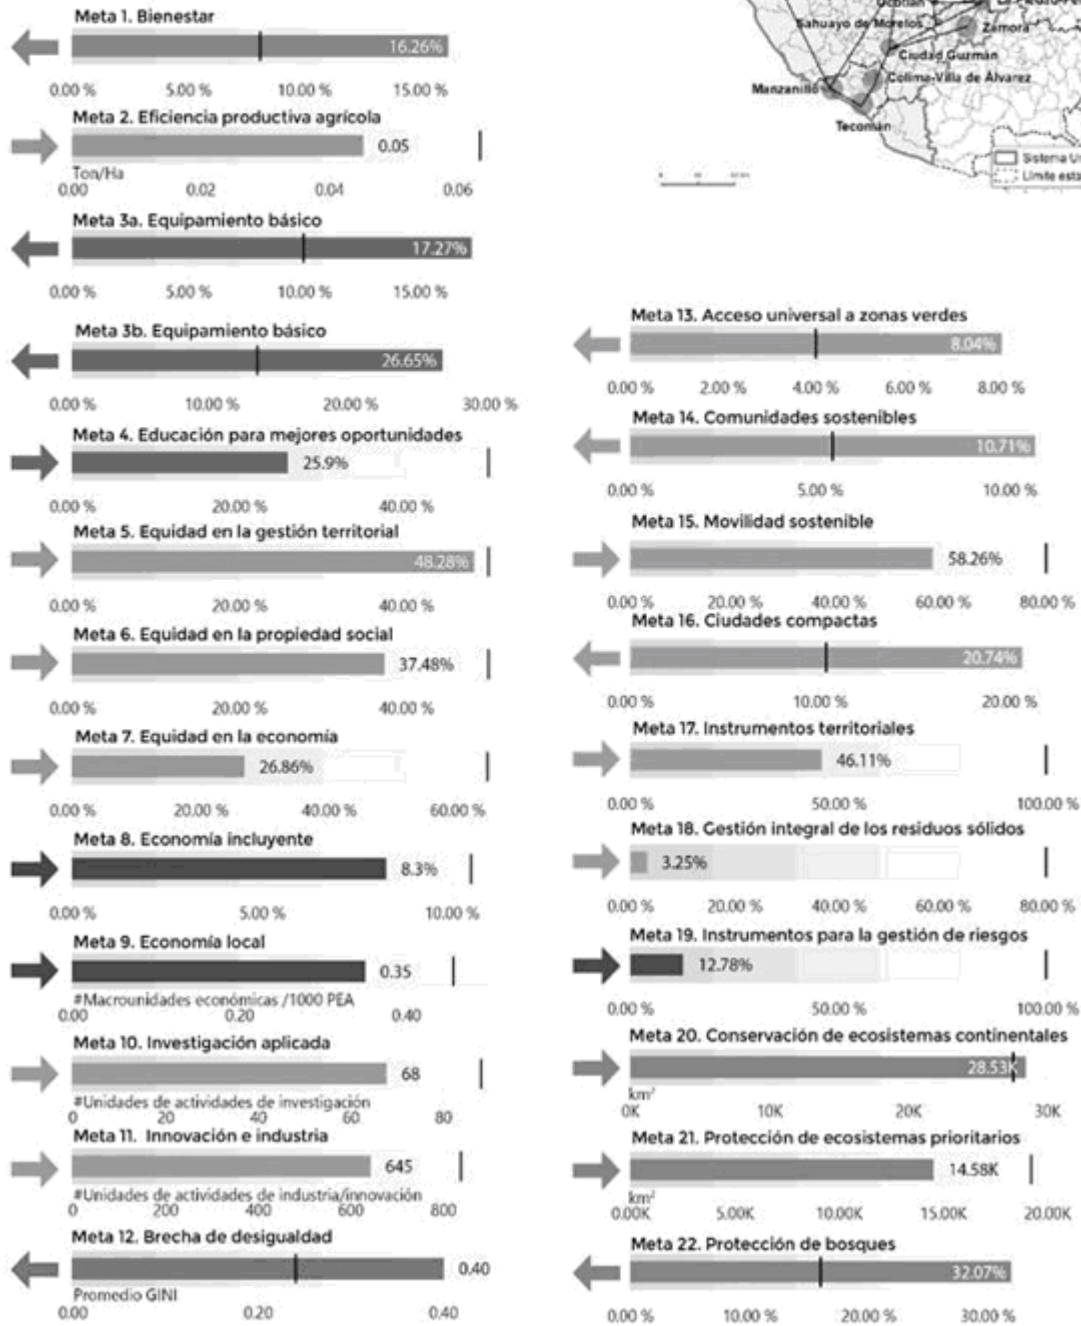 Meta 1. Bienestar
16.26%
0.00 % 5.00 % 10.00 % 15.00 %
Meta 2. Eficiencia productiva agrícola
0.05
Ton/Ha
0.00 0.02 0.04 0.06
Meta 3a. Equipamiento básico
17.27%
0.00 % 5.00 % 10.00 % 15.00 %
Meta 3b. Equipamiento básico
26.65%
0.00 % 10.00 % 20.00 % 30.00 %
Meta 4. Educación para mejores oportunidades
25.9%
0.00 % 20.00 % 40.00 %
Meta 5. Equidad en la gestión territorial
48.28%
0.00 % 20.00 % 40.00 %
Meta 6. Equidad en la propiedad social
37.48%
0.00 % 20.00 % 40.00 %
Meta 7. Equidad en la economía
26.86%
0.00 % 20.00 % 40.00 % 60.00 %
Meta 8. Economía incluyente
8.3%
0.00 % 5.00 % 10.00 %
Meta 9. Economía local
0.35
#Macrounidades económicas /1000 PEA
0.00 0.20 0.40
Meta 10. Investigación aplicada
68
#Unidades de actividades de investigación
0 20 40 60 80
Meta 11. Innovación e industria
645
#Unidades de actividades de industria/innovación
0 200 400 600 800
Meta 12. Brecha de desigualdad
0.40
Promedio GINI
0.20 0.40
Ocotlán
Sahuayo de Morelos
Zamora
Ciudad Guzmán
Colima-Villa de Álvarez
Manzanillo
Tecomán
Sistema
Límite
Meta 13. Acceso universal a zonas verdes
8.04%
0.00 % 2.00 % 4.00 % 6.00 % 8.00 %
Meta 14. Comunidades sostenibles
10.71%
0.00 % 5.00 % 10.00 %
Meta 15. Movilidad sostenible
58.26%
0.00 % 20.00 % 40.00 % 60.00 % 80.00 %
Meta 16. Ciudades compactas
20.74%
0.00 % 10.00 % 20.00 %
Meta 17. Instrumentos territoriales
46.11%
0.00 % 50.00 % 100.00 %
Meta 18. Gestión integral de los residuos sólidos
3.25%
0.00 % 20.00 % 40.00 % 60.00 % 80.00 %
Meta 19. Instrumentos para la gestión de riesgos
12.78%
0.00 % 50.00 % 100.00 %
Meta 20. Conservación de ecosistemas continentales
28.53K
km²
0K 10K 20K 30K
Meta 21. Protección de ecosistemas prioritarios
14.58K
km²
0.00K 5.00K 10.00K 15.00K 20.00K
Meta 22. Protección de bosques
32.07%
0.00 % 10.00 % 20.00 % 30.00 %